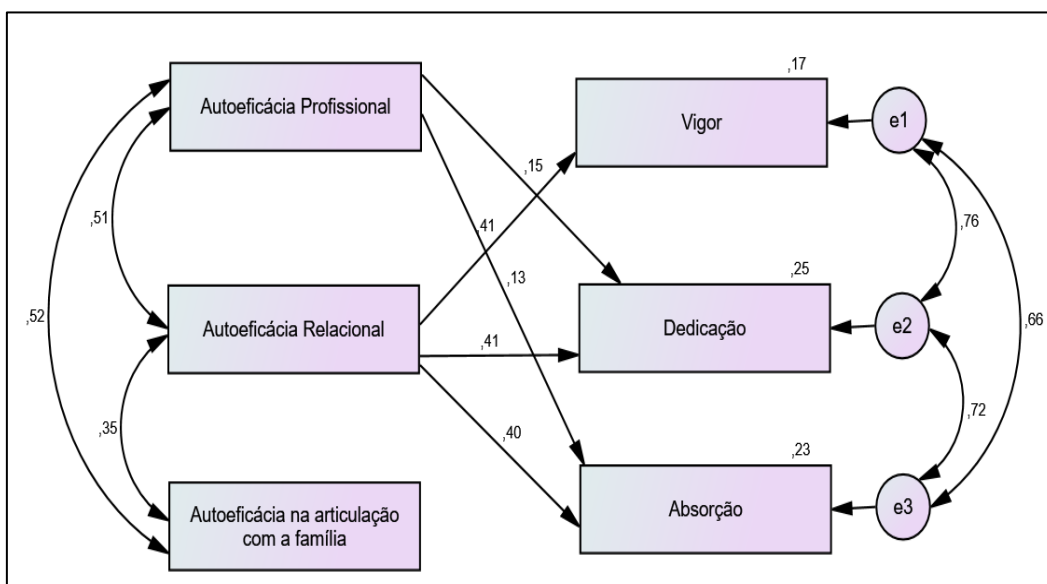 ,17
Autoeficácia Profissional
Vigor
e1
,15
,51
,41
,76
,13
,25
,52
Autoeficácia Relacional
Dedicação
e2
,66
,41
,35
,40
,72
,23
Autoeficácia na articulação
com a família
Absorção
e3